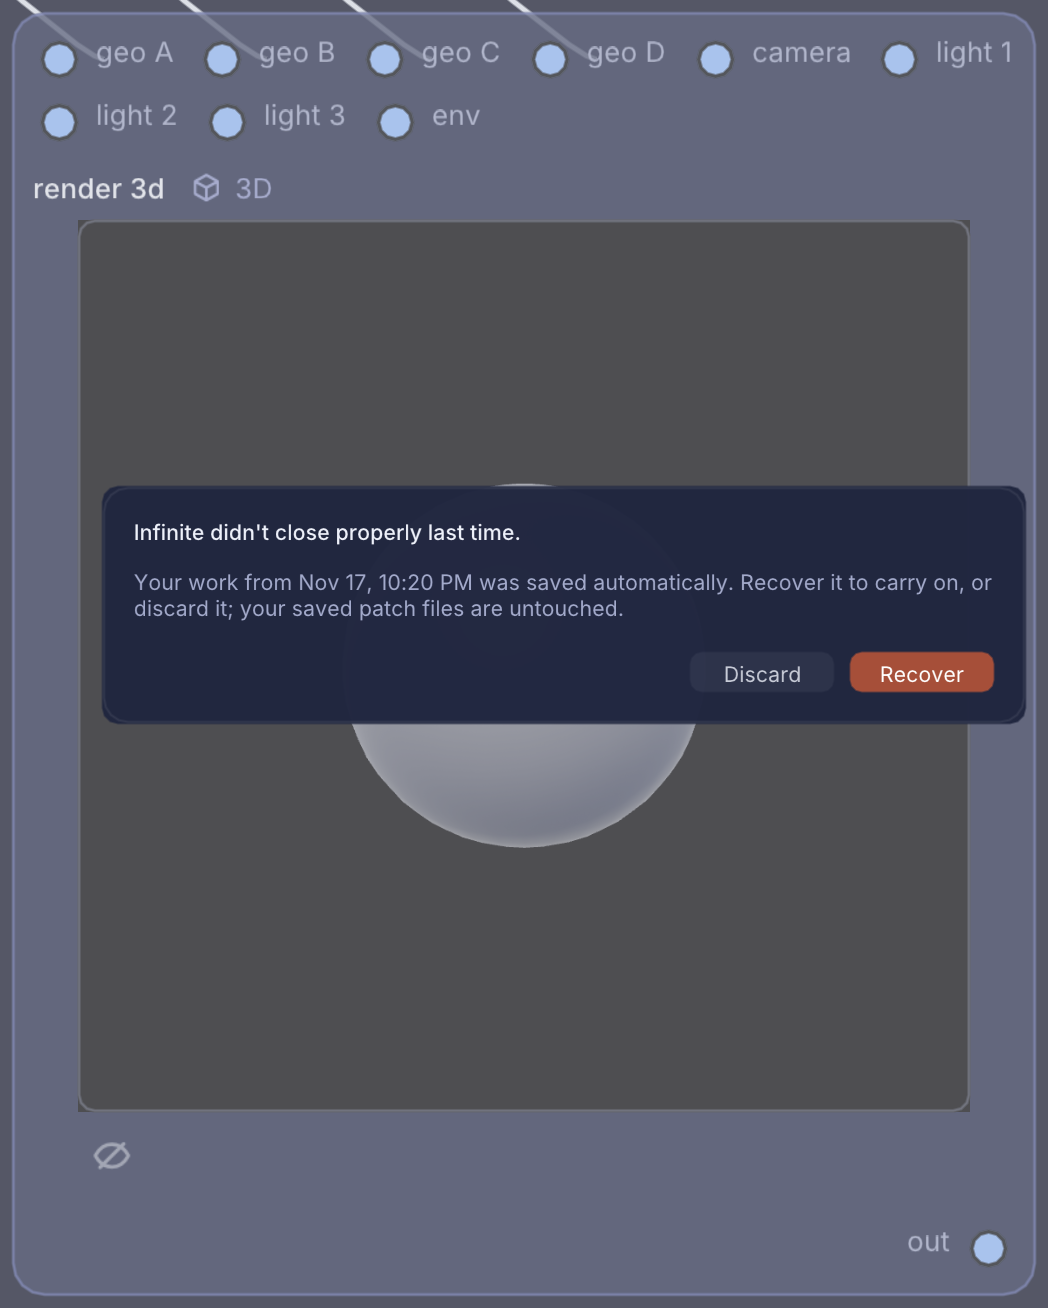 geo A geo B geo C geo D camera light 1
light 2 light 3 env
render 3d 3D
Infinite didn't close properly last time.
Your work from Nov 17, 10:20 PM was saved automatically. Recover it to carry on, or
discard it; your saved patch files are untouched.
Discard Recover
out